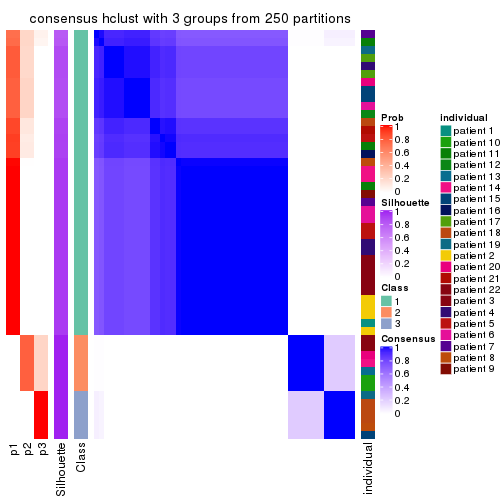 consensus hclust with 3 groups from 250 partitions
Prob
1
0.8
0.6
0.4
0.2
0
Silhouette
1
0.8
0.6
0.4
0.2
0
Class
1
2
3
Consensus
1
0.8
0.6
0.4
0.2
0
individual
patient 1
patient 10
patient 11
patient 12
patient 13
patient 14
patient 15
patient 16
patient 17
patient 18
patient 19
patient 2
patient 20
patient 21
patient 22
patient 3
patient 4
patient 5
patient 6
patient 7
patient 8
patient 9
p1
p2
p3
Silhouette
Class
individual